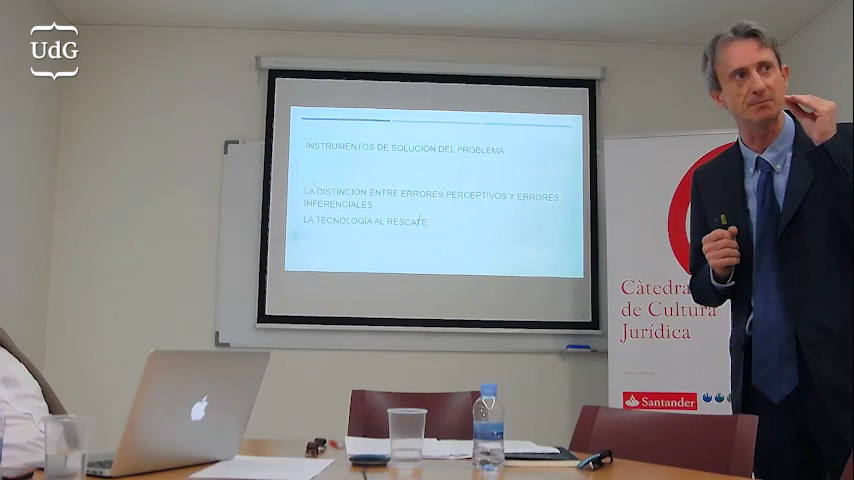 UdG
INSTRUMENTOS DE SOLUCIÓN DEL PROBLEMA
LA DISTINCION ENTRE ERRORES PERCEPTIVOS Y ERRORES
INFERENCIALES
LA TECNOLOGÍA AL RESCATE
Càtedra
de Cultura
Jurídica
Santander